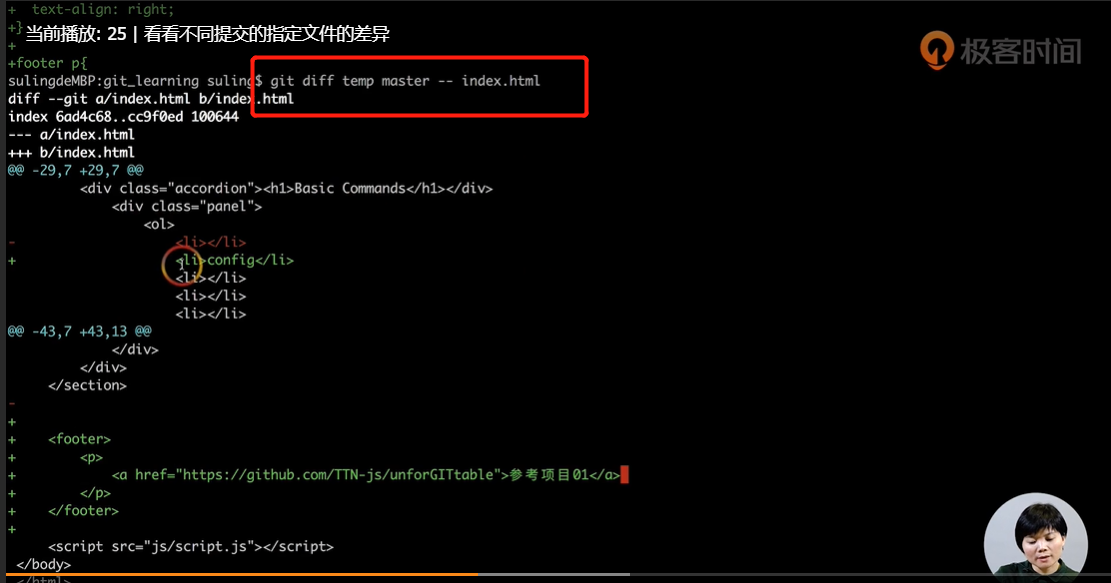 +  text-align: right;
+}
当前播放: 25 | 看看不同提交的指定文件的差异
+
极客时间
+footer p{
sulingdeMBP:git_learning suling$ git diff temp master -- index.html
diff --git a/index.html b/index.html
index 6ad4c68..cc9f0ed 100644
--- a/index.html
+++ b/index.html
@@ -29,7 +29,7 @@
<div class="accordion"><h1>Basic Commands</h1></div>
<div class="panel">
<ol>
-                    <li></li>
+                    <li>config</li>
<li></li>
<li></li>
<li></li>
@@ -43,7 +43,13 @@
</div>
</div>
</section>
-
+
+    <footer>
+        <p>
+            <a href="https://github.com/TTN-js/unforGITtable">参考项目01</a>
+        </p>
+    </footer>
+
<script src="js/script.js"></script>
</body>
</html>